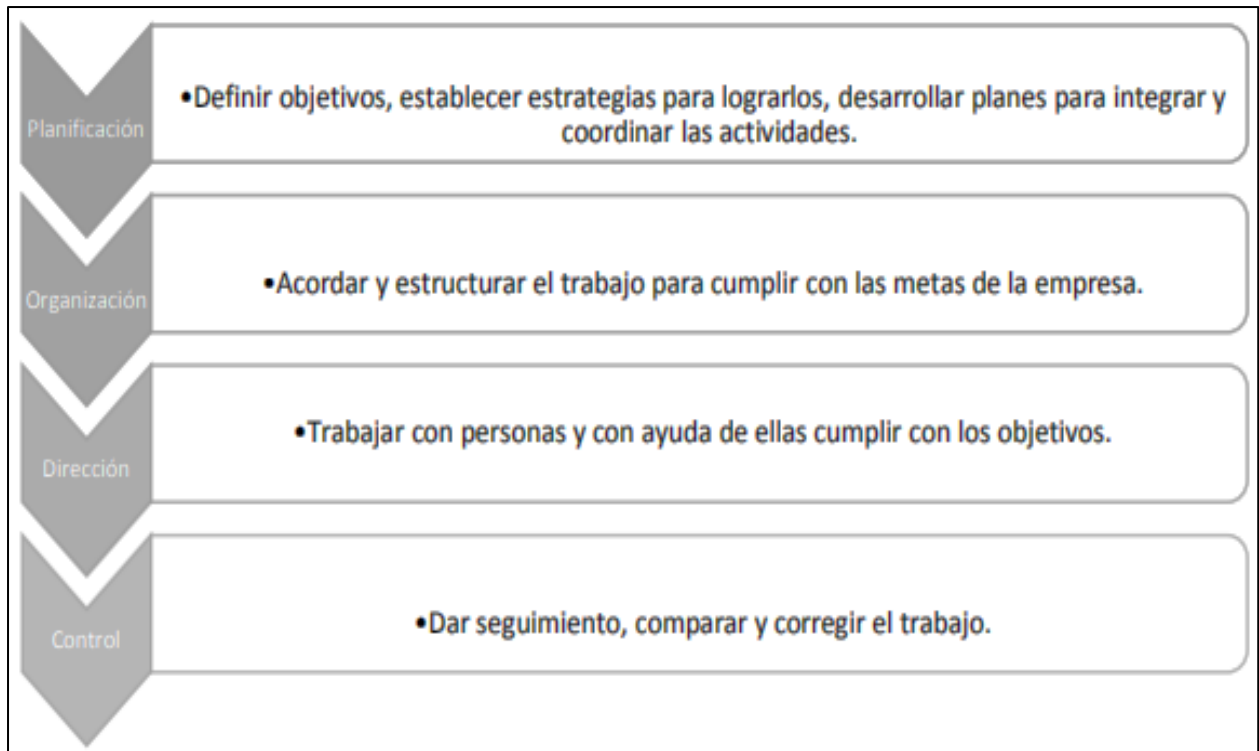 Planificación
•Definir objetivos, establecer estrategias para lograrlos, desarrollar planes para integrar y
coordinar las actividades.
Organización
•Acordar y estructurar el trabajo para cumplir con las metas de la empresa.
Dirección
•Trabajar con personas y con ayuda de ellas cumplir con los objetivos.
Control
•Dar seguimiento, comparar y corregir el trabajo.